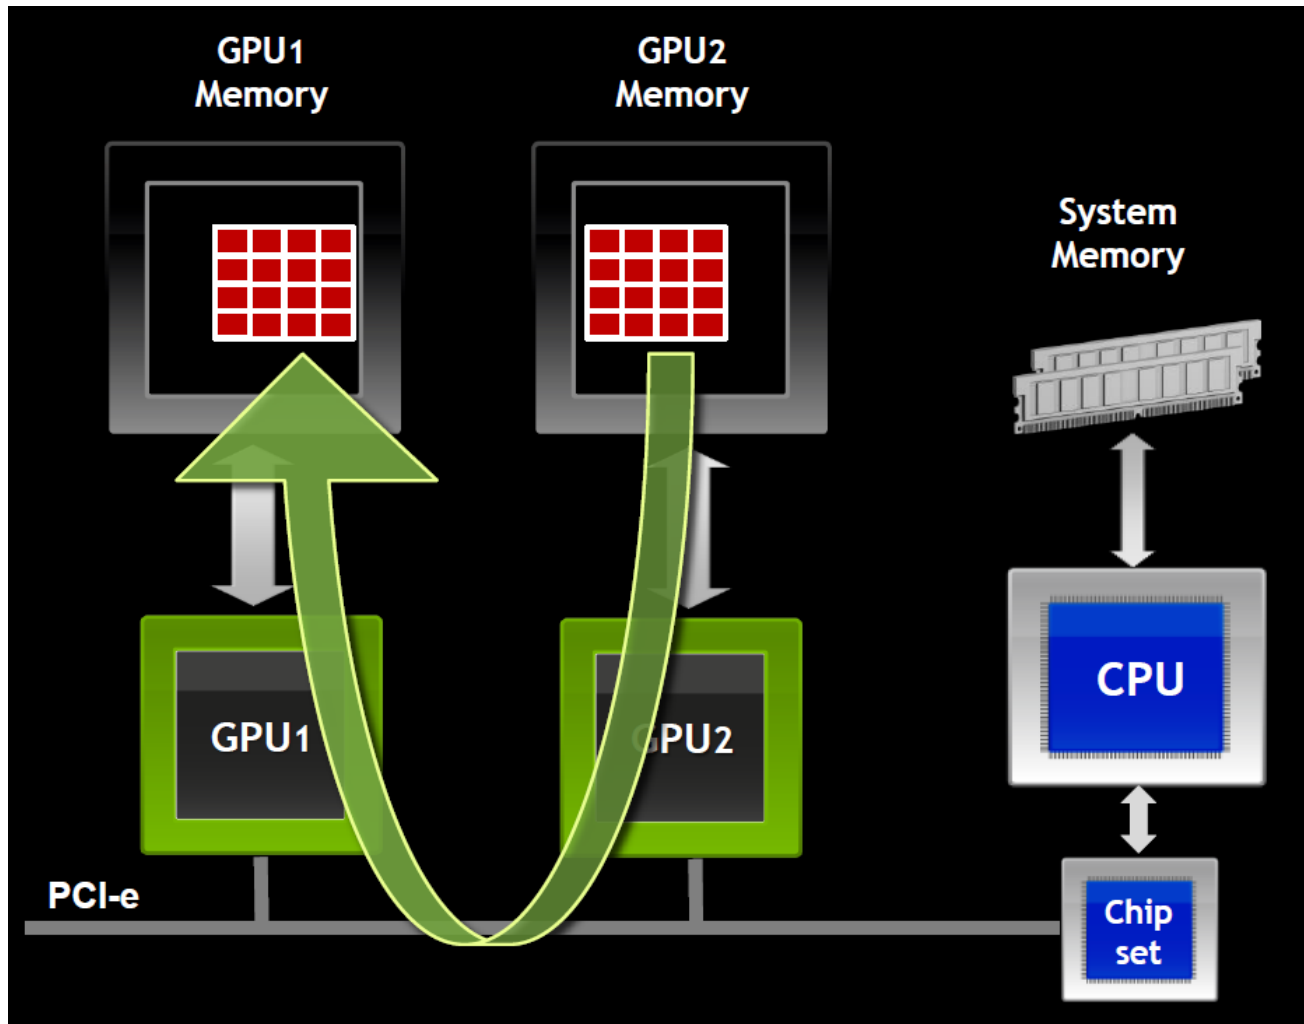 GPU1
Memory
GPU2
Memory
System
Memory
GPU1
GPU2
CPU
PCI-e
Chip
set